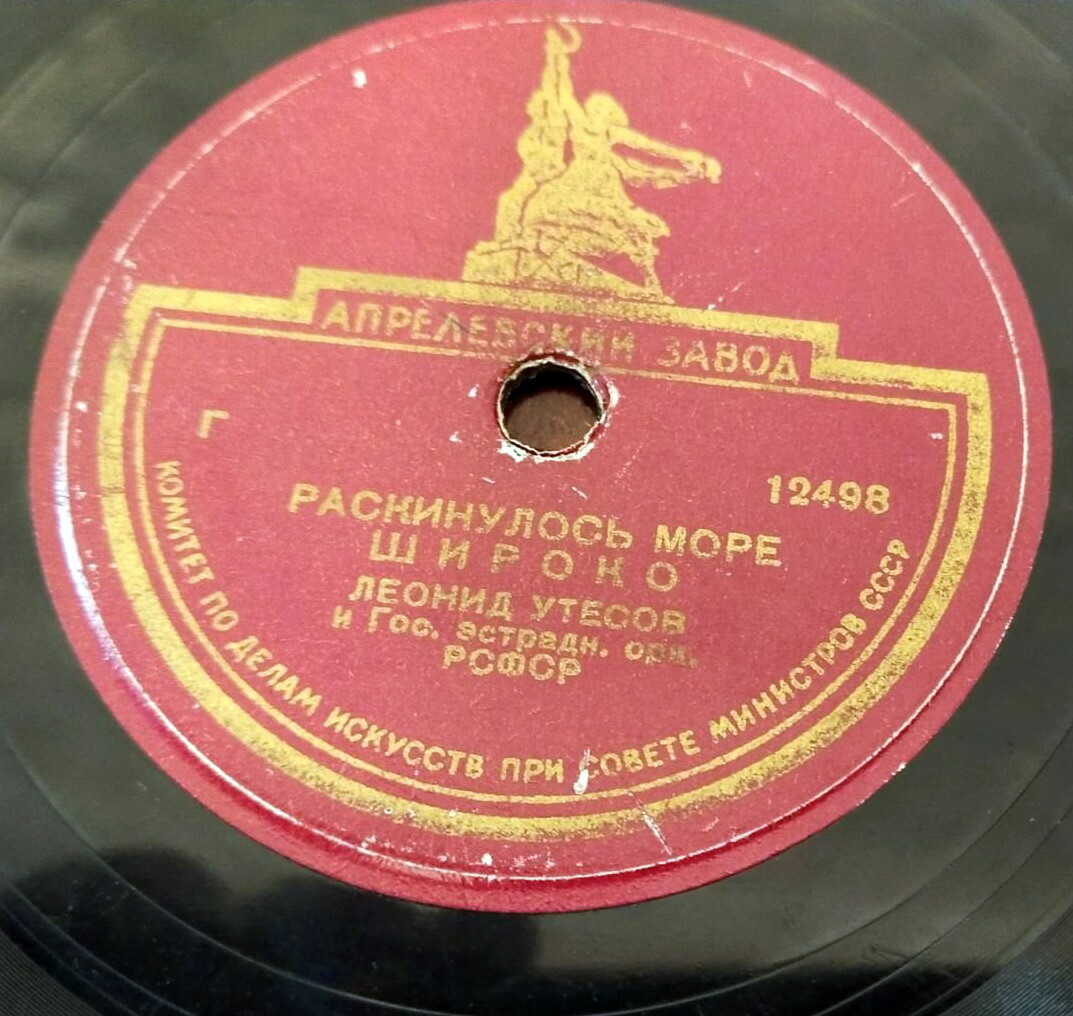 АПРЕЛЕВСКИЙ ЗАВОД
Г
12498
РАСКИНУЛОСЬ МОРЕ
ШИРОКО
ЛЕОНИД УТЕСОВ
и Гос. эстрадн. орк.
РСФСР
КОМИТЕТ ПО ДЕЛАМ ИСКУССТВ ПРИ СОВЕТЕ МИНИСТРОВ СССР